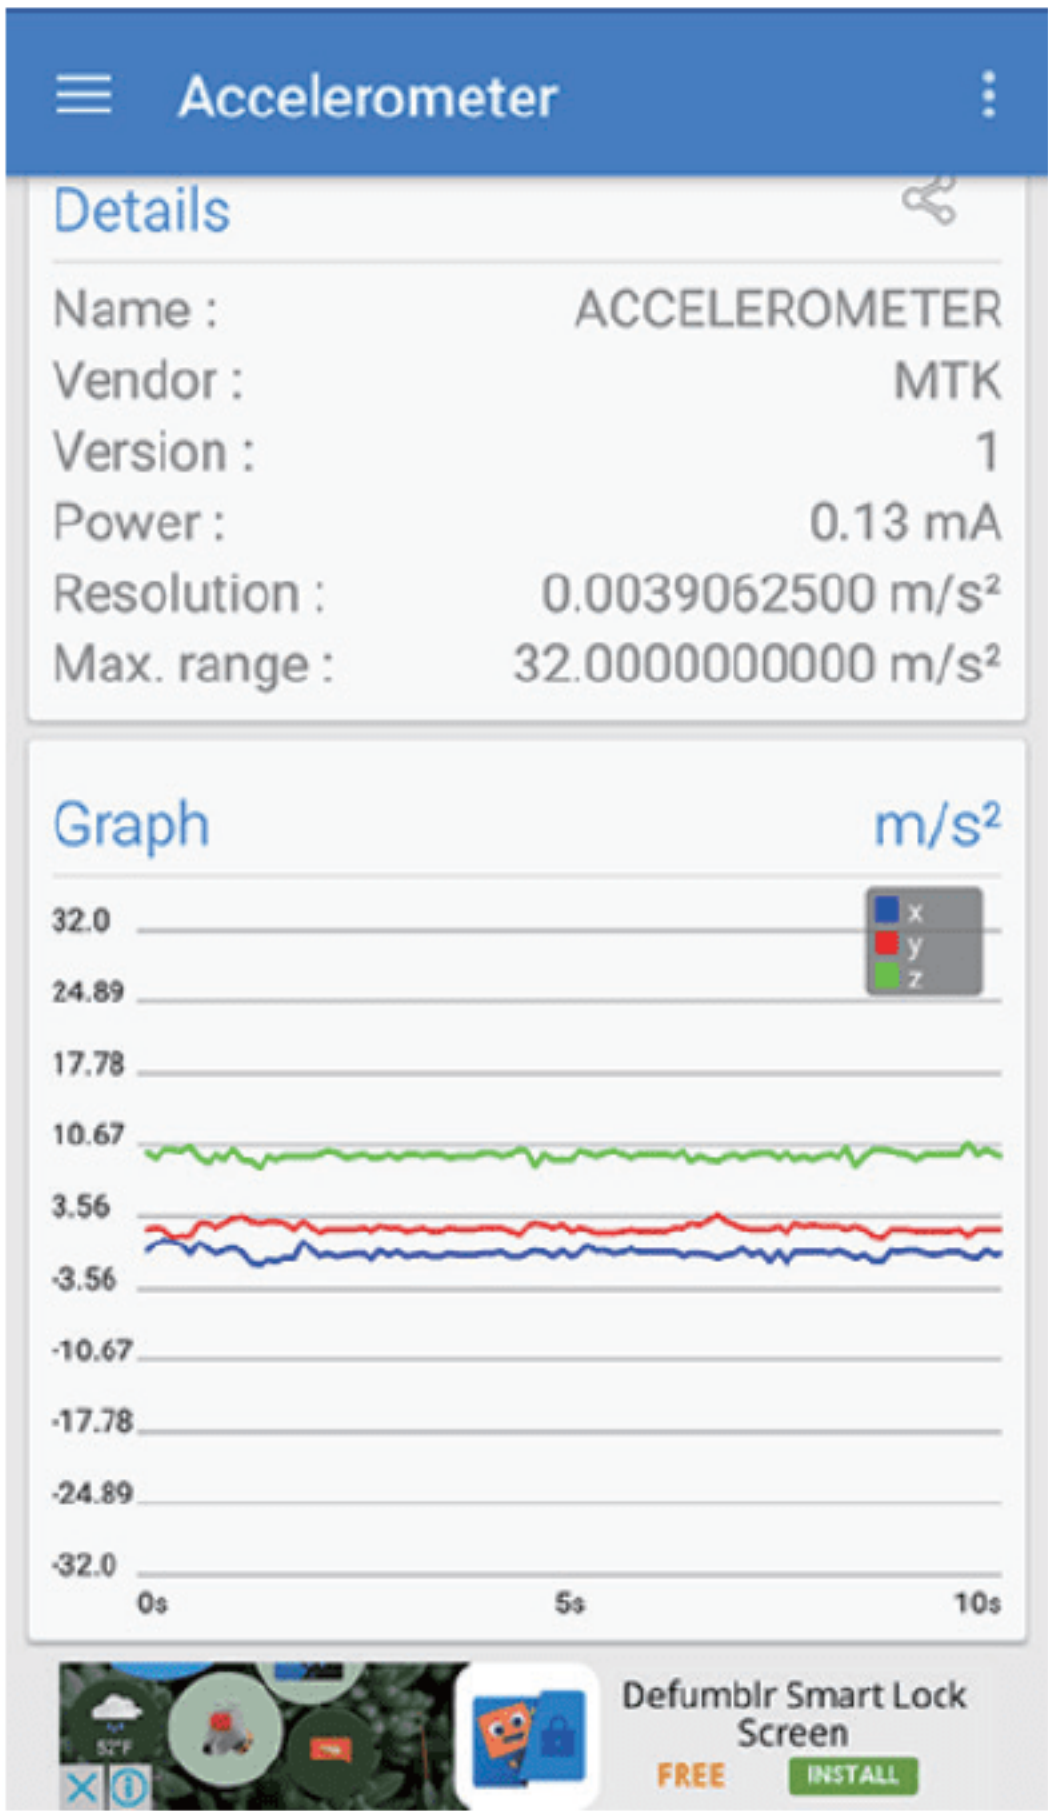 Accelerometer
Details
Name : ACCELEROMETER
Vendor : MTK
Version : 1
Power : 0.13 mA
Resolution : 0.0039062500 m/s²
Max. range : 32.0000000000 m/s²
Graph m/s²
x
y
z
32.0
24.89
17.78
10.67
3.56
-3.56
-10.67
-17.78
-24.89
-32.0
0s 5s 10s
52°F
Defumblr Smart Lock
Screen
FREE INSTALL